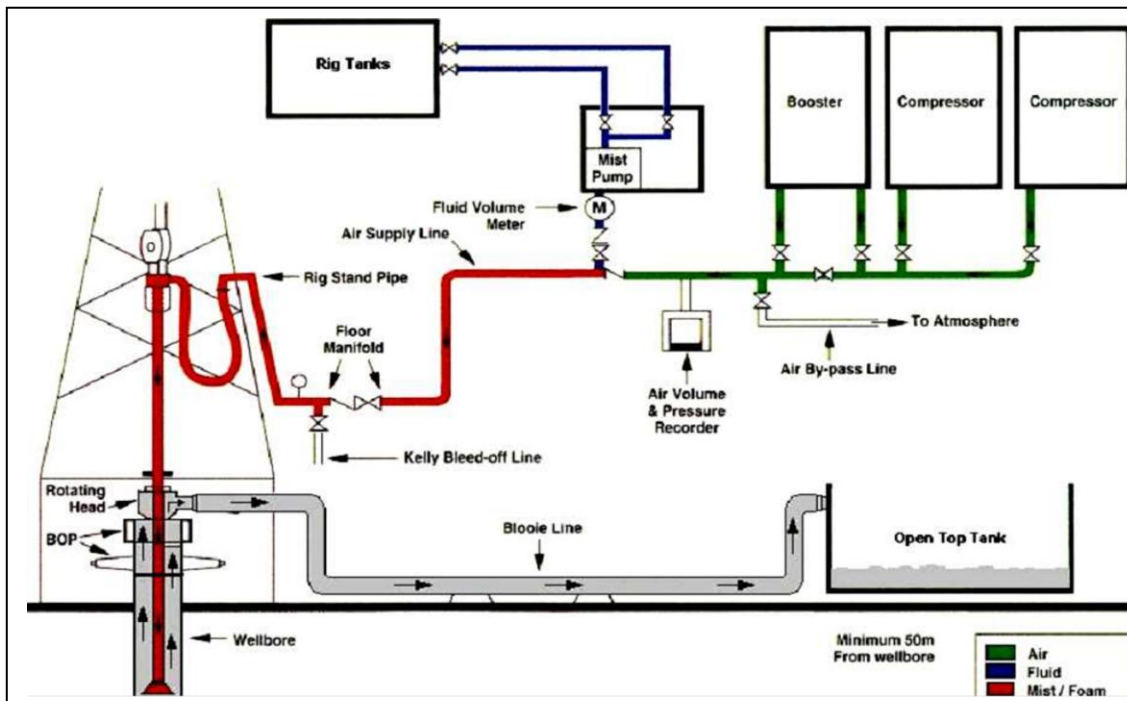 Rig Tanks
Booster
Compressor
Compressor
Mist
Pump
Fluid Volume
Meter
M
Air Supply Line
Rig Stand Pipe
Floor
Manifold
To Atmosphere
Air By-pass Line
Air Volume
& Pressure
Recorder
Kelly Bleed-off Line
Rotating
Head
BOP
Blooie Line
Open Top Tank
Wellbore
Minimum 50m
From wellbore
Air
Fluid
Mist / Foam